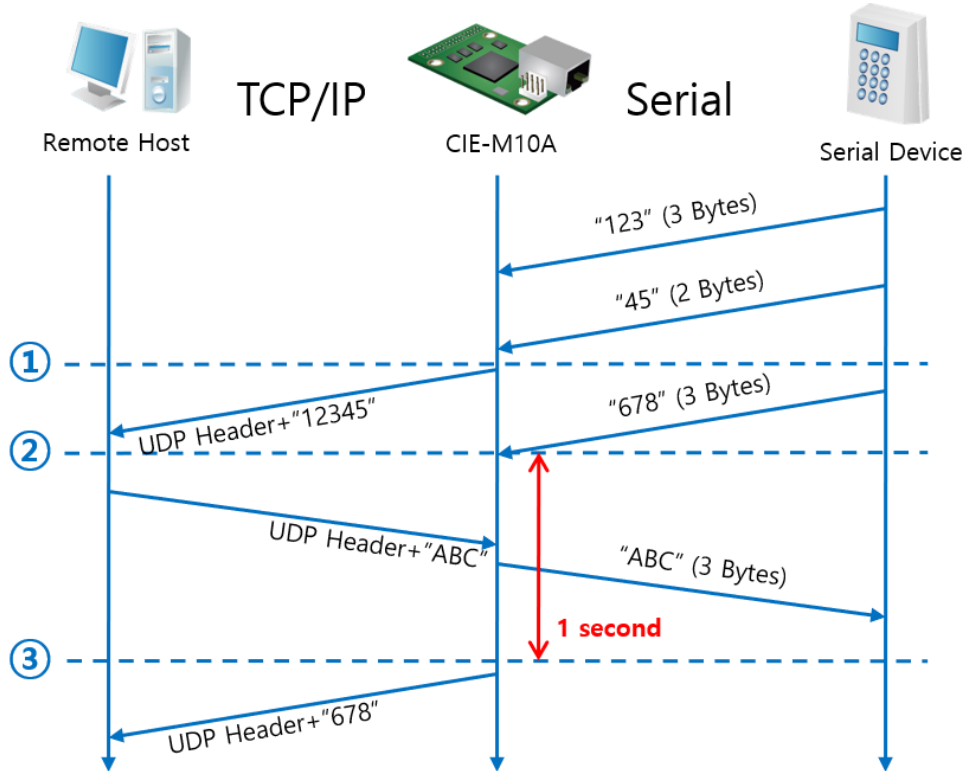 TCP/IP
Serial
Remote Host
CIE-M10A
Serial Device
“123” (3 Bytes)
“45” (2 Bytes)
①
UDP Header+“12345”
“678” (3 Bytes)
②
UDP Header+“ABC”
“ABC” (3 Bytes)
1 second
③
UDP Header+“678”